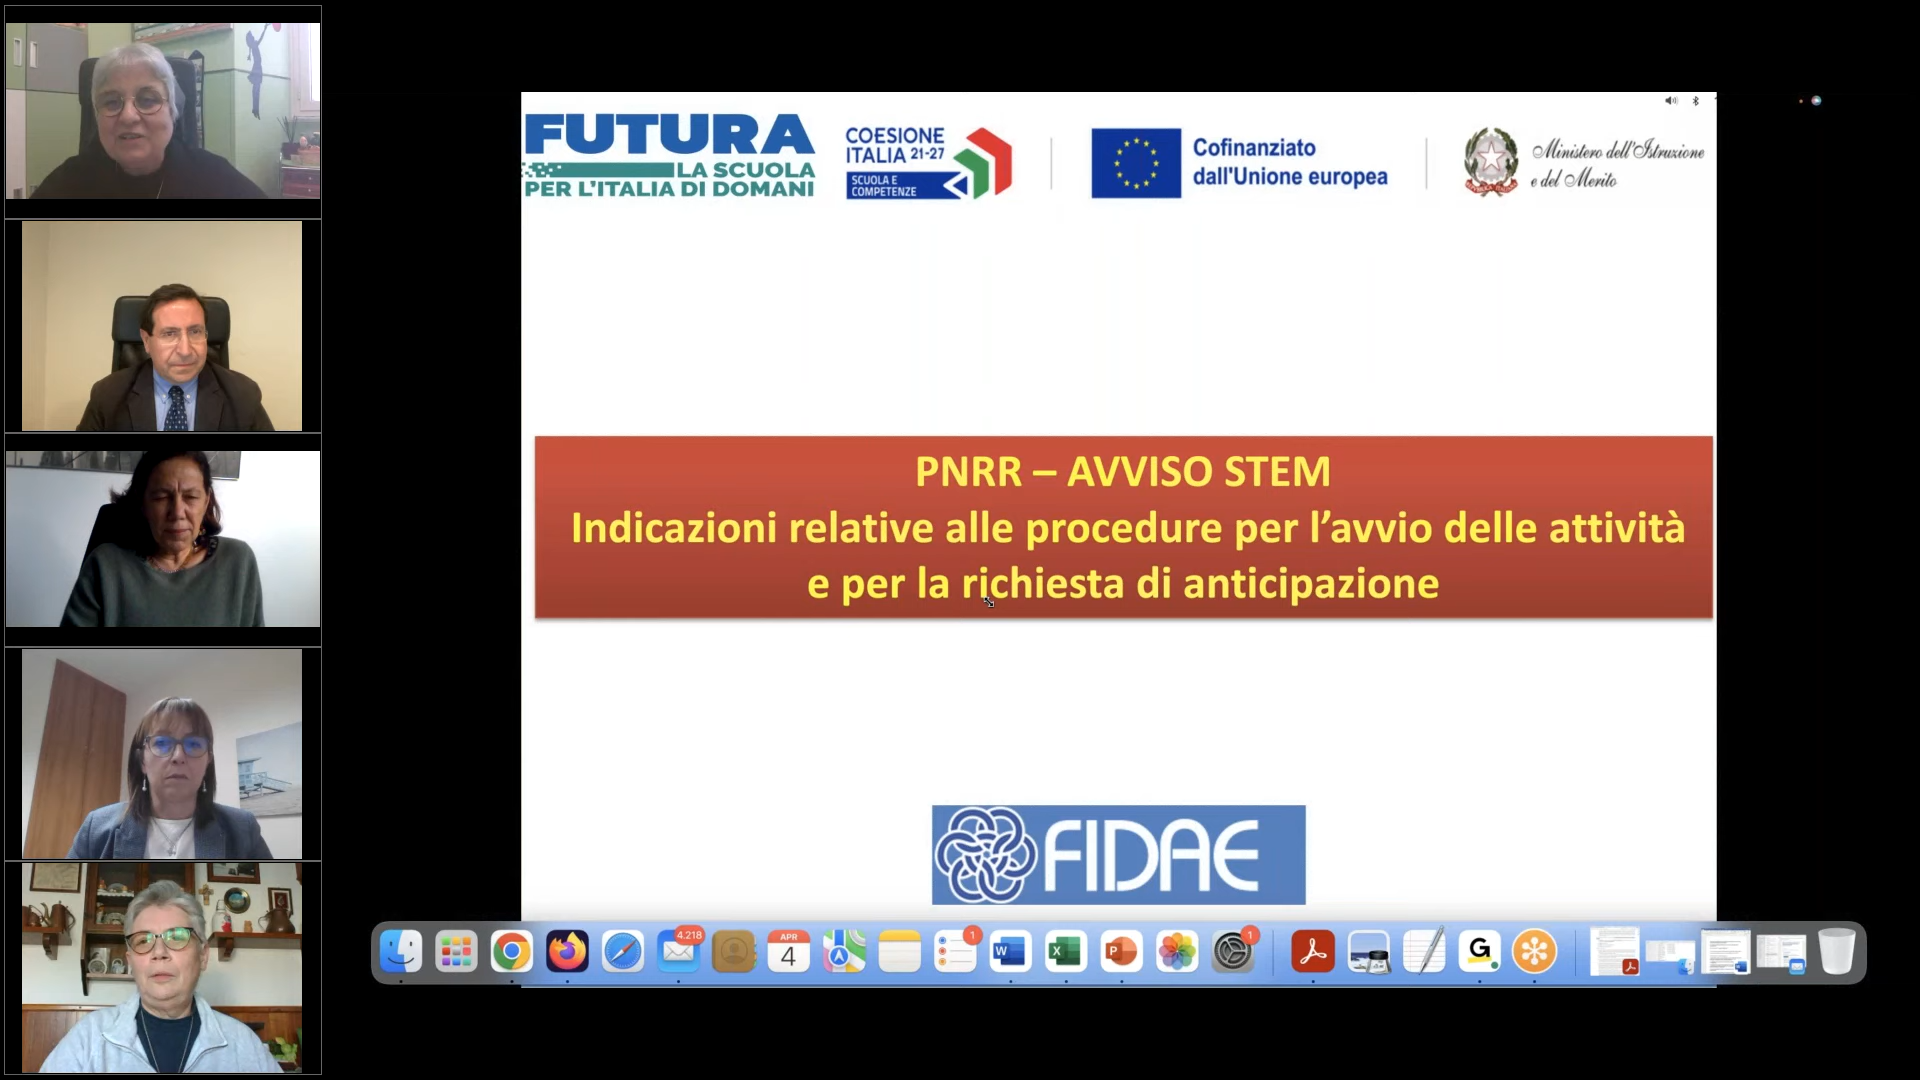 FUTURA
LA SCUOLA
PER L'ITALIA DI DOMANI
COESIONE
ITALIA 21-27
SCUOLA E
COMPETENZE
Cofinanziato
dall'Unione europea
Ministero dell'Istruzione
e del Merito
PNRR – AVVISO STEM
Indicazioni relative alle procedure per l’avvio delle attività
e per la richiesta di anticipazione
FIDAE
4.218
APR
4
1
W
X
P
1
G